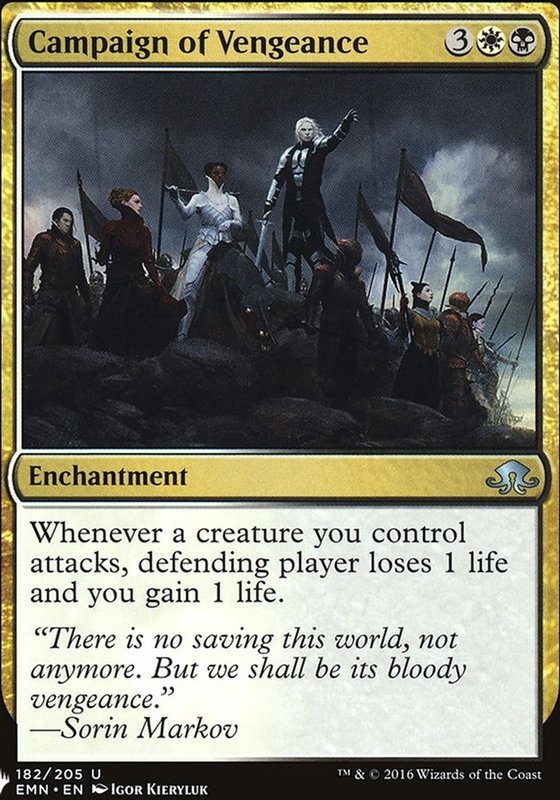 Campaign of Vengeance 3
Enchantment
Whenever a creature you control
attacks, defending player loses 1 life
and you gain 1 life.
“There is no saving this world, not
anymore. But we shall be its bloody
vengeance.”
—Sorin Markov
182/205 U
EMN • EN Igor Kieryluk
™ & © 2016 Wizards of the Coast